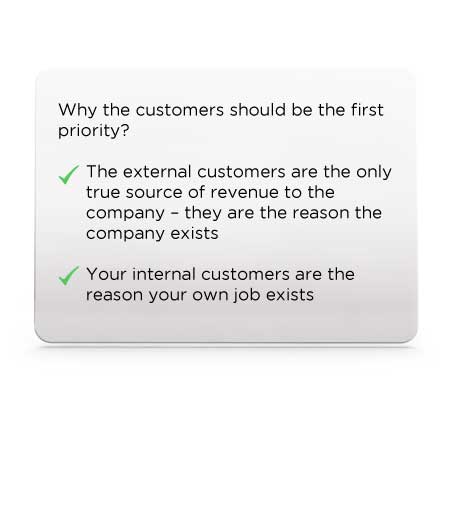 Why the customers should be the first
priority?
The external customers are the only
true source of revenue to the
company – they are the reason the
company exists
Your internal customers are the
reason your own job exists